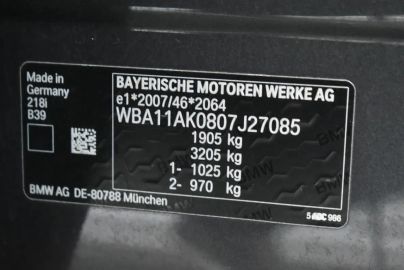 Made in
Germany
218i
B39
BAYERISCHE MOTOREN WERKE AG
e1*2007/46*2064
WBA11AK0807J27085
1905 kg
3205 kg
1- 1025 kg
2- 970 kg
BMW AG DE-80788 München